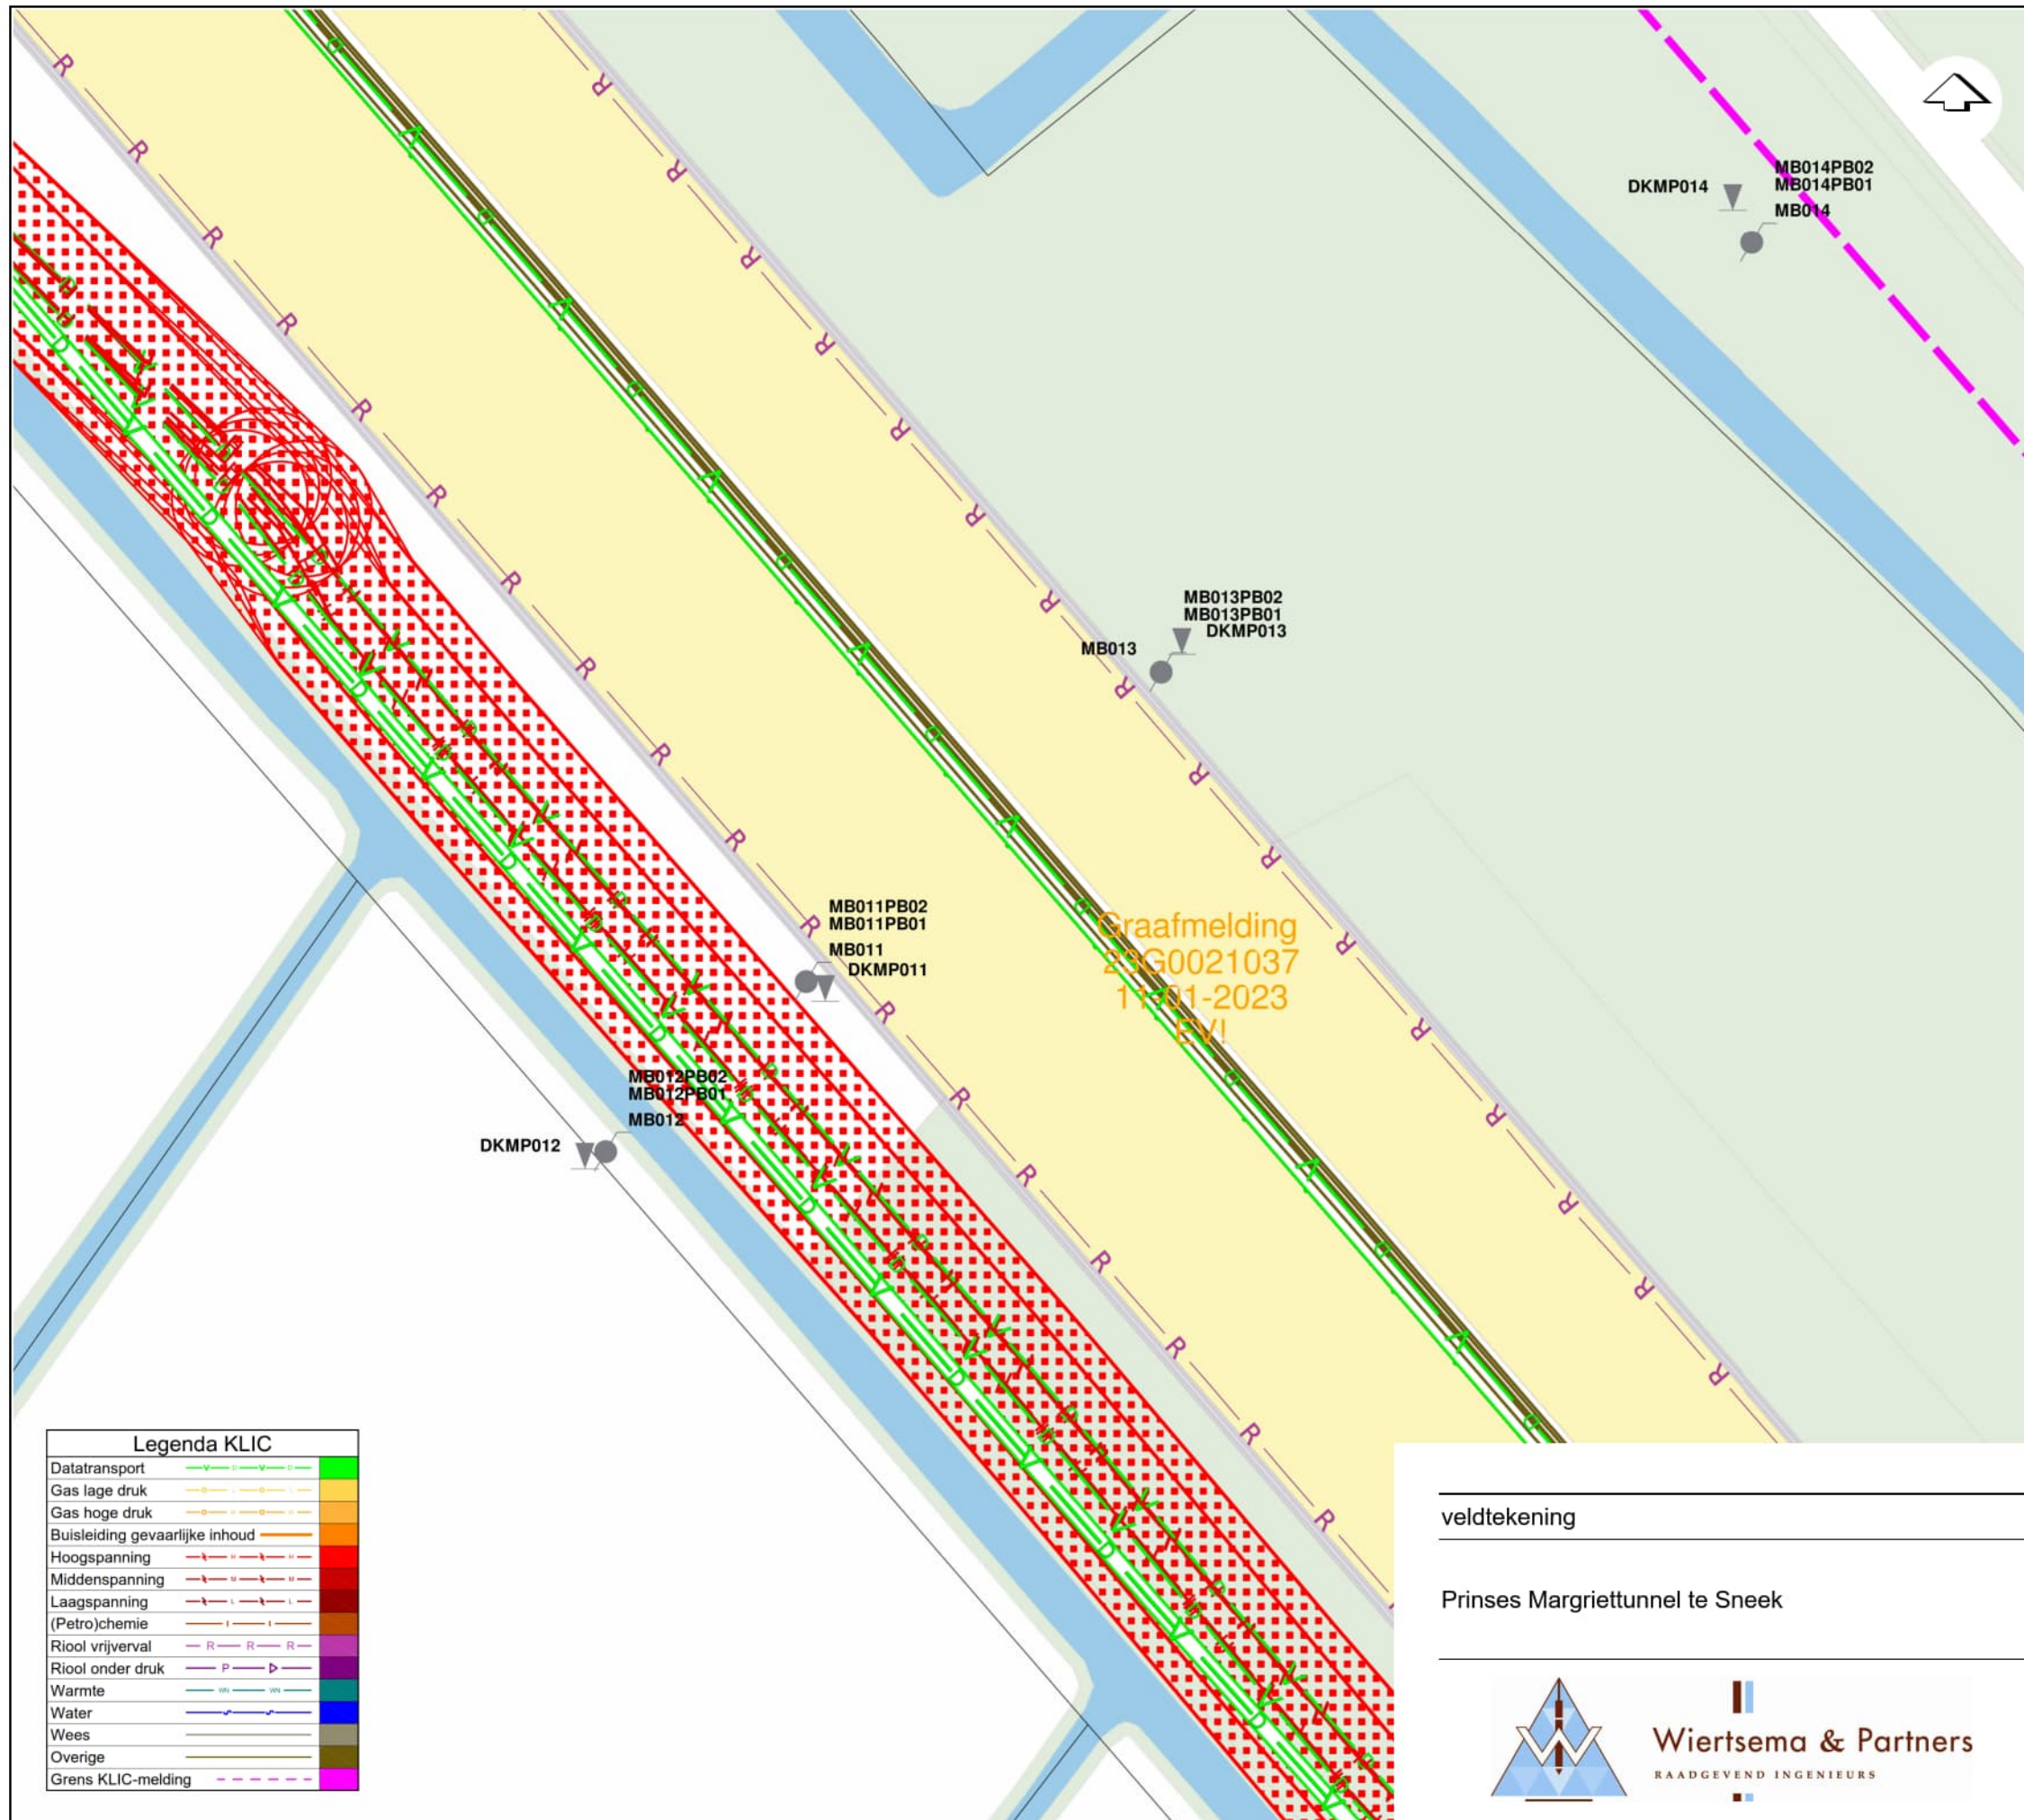 MB014PB02
DKMP014 MB014PB01
MB014
MB013PB02
MB013PB01
DKMP013
MB013
MB011PB02
MB011PB01
MB011
DKMP011
Graafmelding
23G0021037
11-01-2023
EV!
MB012PB02
MB012PB01
MB012
DKMP012
Legenda KLIC
Datatransport
Gas lage druk
Gas hoge druk
Buisleiding gevaarlijke inhoud
Hoogspanning
Middenspanning
Laagspanning
(Petro)chemie
Riool vrijverval
Riool onder druk
Warmte
Water
Wees
Overige
Grens KLIC-melding
veldtekening
Prinses Margriettunnel te Sneek
Wiertsema & Partners
RAADGEVEND INGENIEURS